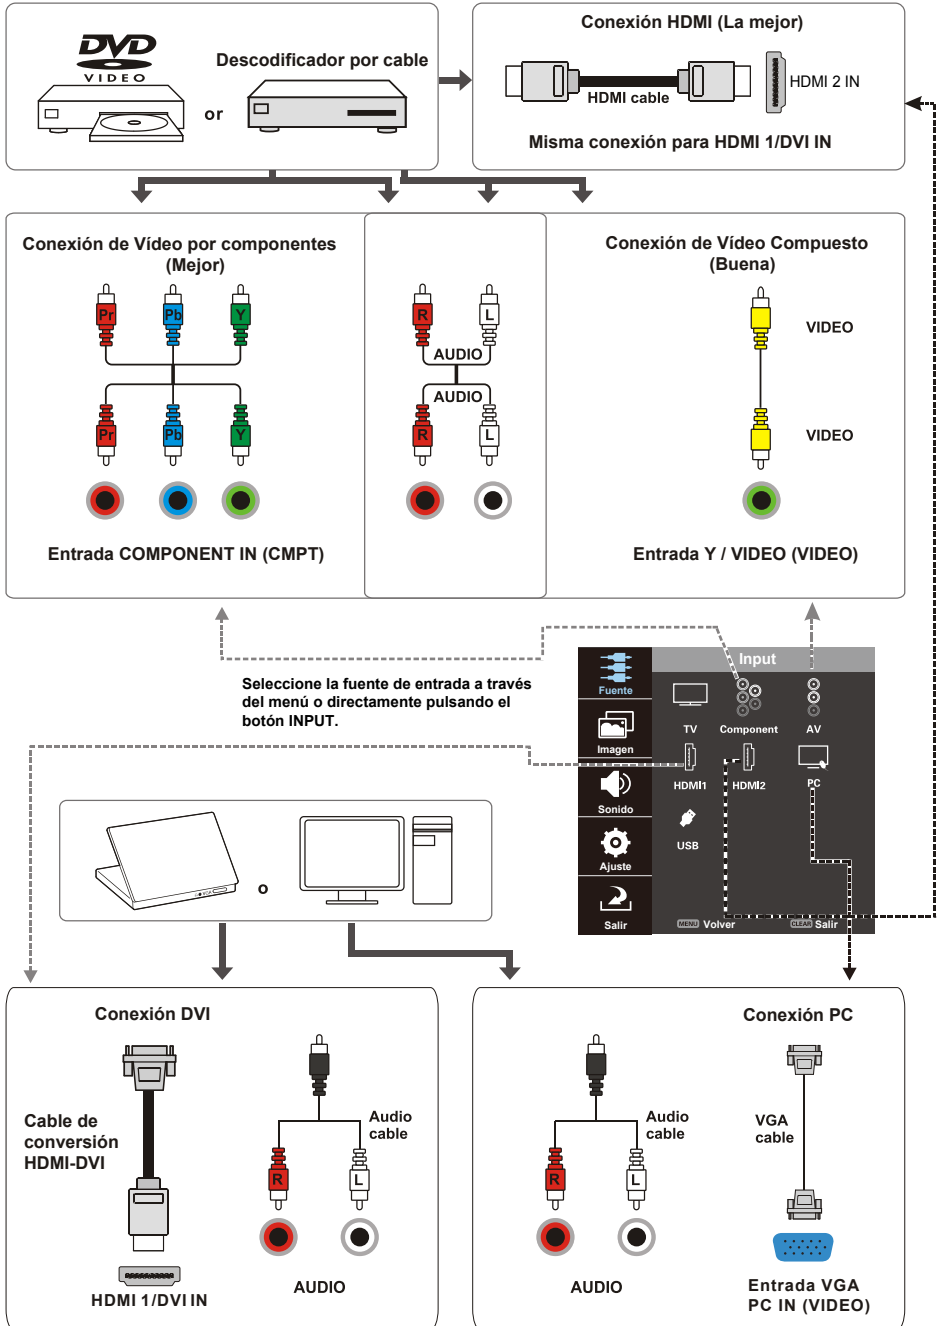 DVD
VIDEO
Descodificador por cable
or
Conexión HDMI (La mejor)
HDMI cable
HDMI 2 IN
Misma conexión para HDMI 1/DVI IN
Conexión de Vídeo por componentes
(Mejor)
Pr
Pb
Y
Pr
Pb
Y
Entrada COMPONENT IN (CMPT)
R
L
AUDIO
AUDIO
R
L
Conexión de Vídeo Compuesto
(Buena)
VIDEO
VIDEO
Entrada Y / VIDEO (VIDEO)
Seleccione la fuente de entrada a través
del menú o directamente pulsando el
botón INPUT.
Input
Fuente
Imagen
Sonido
Ajuste
Salir
TV
Component
AV
HDMI1
HDMI2
PC
USB
MENU Volver
CLEAR Salir
o
Conexión DVI
Cable de
conversión
HDMI-DVI
HDMI 1/DVI IN
Audio
cable
R
L
AUDIO
Conexión PC
Audio
cable
R
L
AUDIO
VGA
cable
Entrada VGA
PC IN (VIDEO)